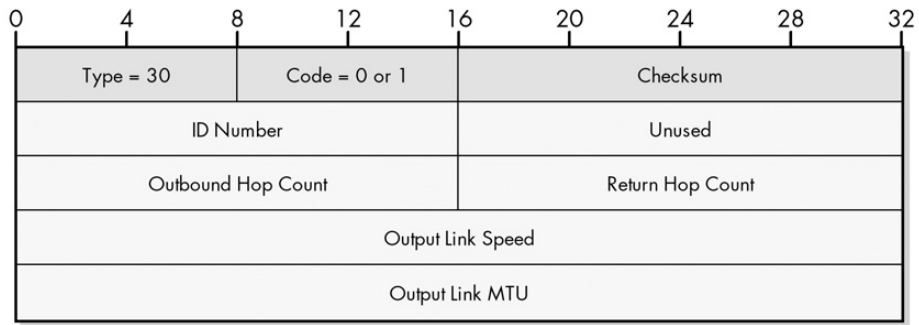 0 4 8 12 16 20 24 28 32
Type = 30 Code = 0 or 1 Checksum
ID Number Unused
Outbound Hop Count Return Hop Count
Output Link Speed
Output Link MTU